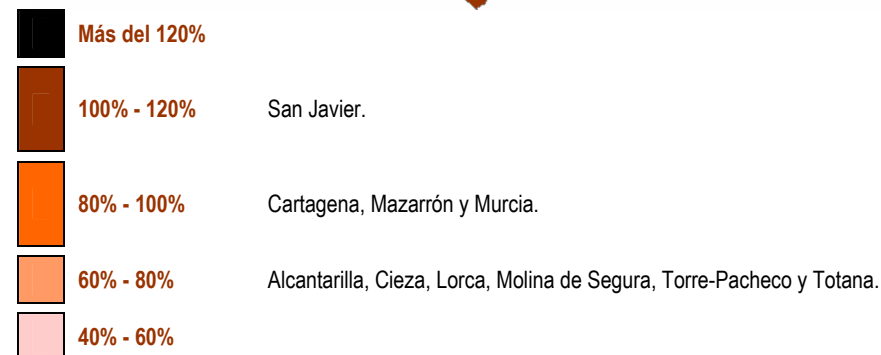 Más del 120%
100% - 120% San Javier.
80% - 100% Cartagena, Mazarrón y Murcia.
60% - 80% Alcantarilla, Cieza, Lorca, Molina de Segura, Torre-Pacheco y Totana.
40% - 60%